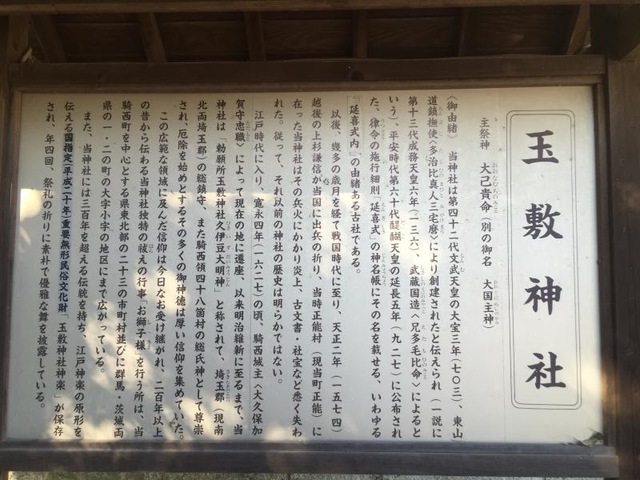 玉敷神社
主祭神　大己貴命（別の御名　大国主神）
〈御由緒〉　当神社は第四十二代文武天皇の大宝三年（七〇三）、東山
道鎮撫使〈多治比真人三宅麿〉により創建されたと伝えられ（一説に
第十三代成務天皇六年（一三六）、武蔵国造〈兄多毛比命〉によると
いう）平安時代第六十代醍醐天皇の延長五年（九二七）に公布され
た、律令の施行細則「延喜式」の神名帳にその名を載せる、いわゆる
『延喜式内』の由緒ある古社である。
以後、幾多の歳月を経て戦国時代に至り、天正二年（一五七四）
越後の上杉謙信が当国に出兵の折り、当時正能村（現当町正能）に
在った当神社はその兵火にかかり炎上、古文書・社宝など悉く失わ
れた。従って、それ以前の神社の歴史は明らかではない。
江戸時代に入り、寛永四年（一六二七）の頃、騎西城主〈大久保加
賀守忠職〉によって現在の地に遷座、以来明治維新に至るまで、当
神社は「勅願所玉敷神社久伊豆大明神」と称されて、埼玉郡（現南
北両埼玉郡）の総鎮守、また騎西領四十八箇村の総氏神として尊崇
され、厄除を始めとするその多くの御神徳は厚い信仰を集めていた。
この広範な領域に及んだ信仰は今日なお受け継がれ、二百年以上
の昔から伝わる当神社独特の祓えの行事〝お獅子様〟を行う所は、当
騎西町を中心とする県東北部の二十三の市町村並びに群馬・茨城両
県の一・二の町の大字小字の地区にまで広がっている。
また、当神社には三百年を超える伝統を持ち、江戸神楽の原形を
伝える国指定（平成二十年）重要無形民俗文化財「玉敷神社神楽」が保存
され、年四回、祭礼の折りに素朴で優雅な舞を披露している。